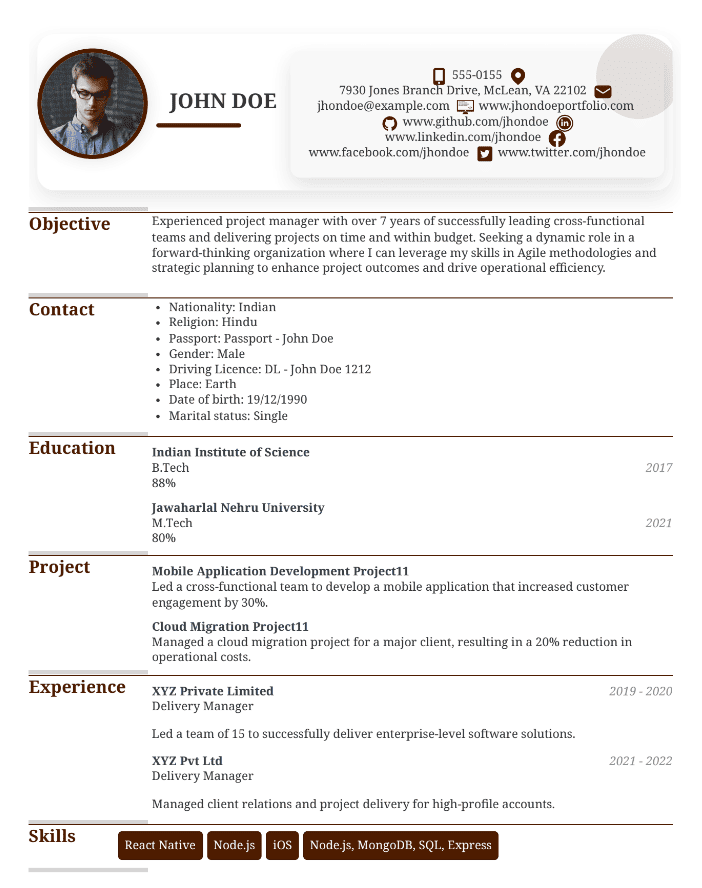 JOHN DOE
555-0155
7930 Jones Branch Drive, McLean, VA 22102
jhondoe@example.com www.jhondoeportfolio.com
www.github.com/jhondoe
www.linkedin.com/jhondoe
www.facebook.com/jhondoe www.twitter.com/jhondoe
Objective
Experienced project manager with over 7 years of successfully leading cross-functional
teams and delivering projects on time and within budget. Seeking a dynamic role in a
forward-thinking organization where I can leverage my skills in Agile methodologies and
strategic planning to enhance project outcomes and drive operational efficiency.
Contact
• Nationality: Indian
• Religion: Hindu
• Passport: Passport - John Doe
• Gender: Male
• Driving Licence: DL - John Doe 1212
• Place: Earth
• Date of birth: 19/12/1990
• Marital status: Single
Education
Indian Institute of Science
B.Tech 2017
88%
Jawaharlal Nehru University
M.Tech 2021
80%
Project
Mobile Application Development Project11
Led a cross-functional team to develop a mobile application that increased customer
engagement by 30%.
Cloud Migration Project11
Managed a cloud migration project for a major client, resulting in a 20% reduction in
operational costs.
Experience
XYZ Private Limited 2019 - 2020
Delivery Manager
Led a team of 15 to successfully deliver enterprise-level software solutions.
XYZ Pvt Ltd 2021 - 2022
Delivery Manager
Managed client relations and project delivery for high-profile accounts.
Skills
React Native Node.js iOS Node.js, MongoDB, SQL, Express